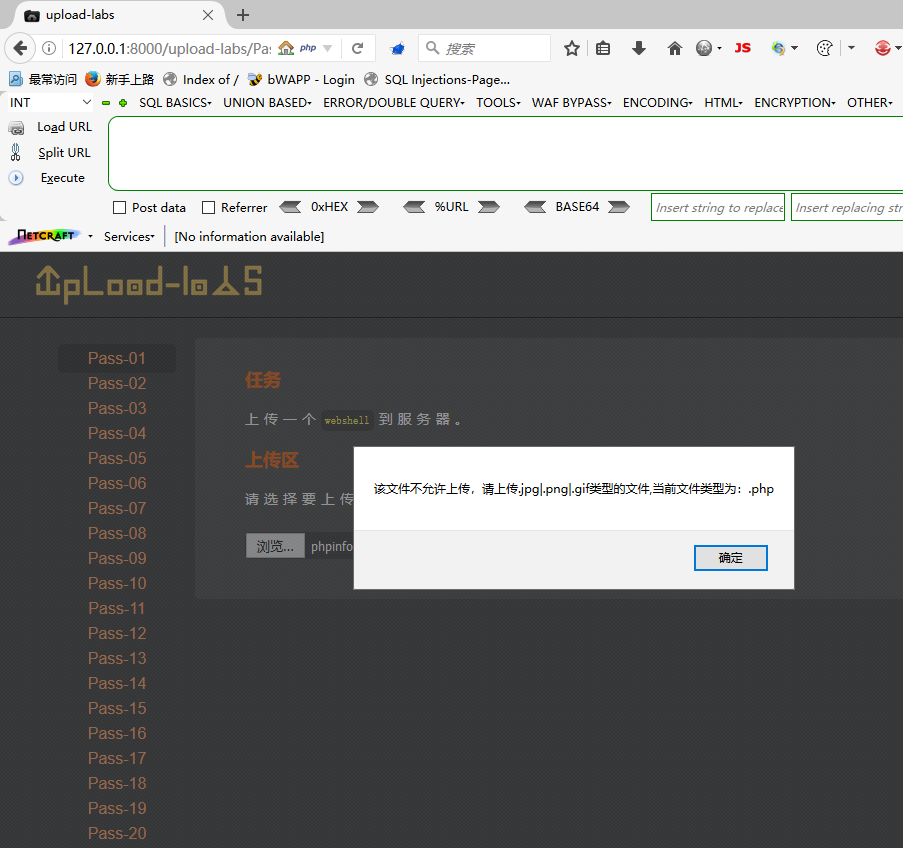 upload-labs
127.0.0.1:8000/upload-labs/Pas
php
搜索
JS
最常访问 新手上路 Index of / bWAPP - Login SQL Injections-Page...
INT SQL BASICS UNION BASED ERROR/DOUBLE QUERY TOOLS WAF BYPASS ENCODING HTML ENCRYPTION OTHER
Load URL
Split URL
Execute
Post data Referrer 0xHEX %URL BASE64 Insert string to replace Insert replacing str
NETCRAFT Services [No information available]
UpLoad-labS
Pass-01
Pass-02
Pass-03
Pass-04
Pass-05
Pass-06
Pass-07
Pass-08
Pass-09
Pass-10
Pass-11
Pass-12
Pass-13
Pass-14
Pass-15
Pass-16
Pass-17
Pass-18
Pass-19
Pass-20
任务
上传一个 webshell 到服务器。
上传区
请选择要上传
浏览... phpinfo
该文件不允许上传，请上传.jpg|.png|.gif类型的文件,当前文件类型为：.php
确定